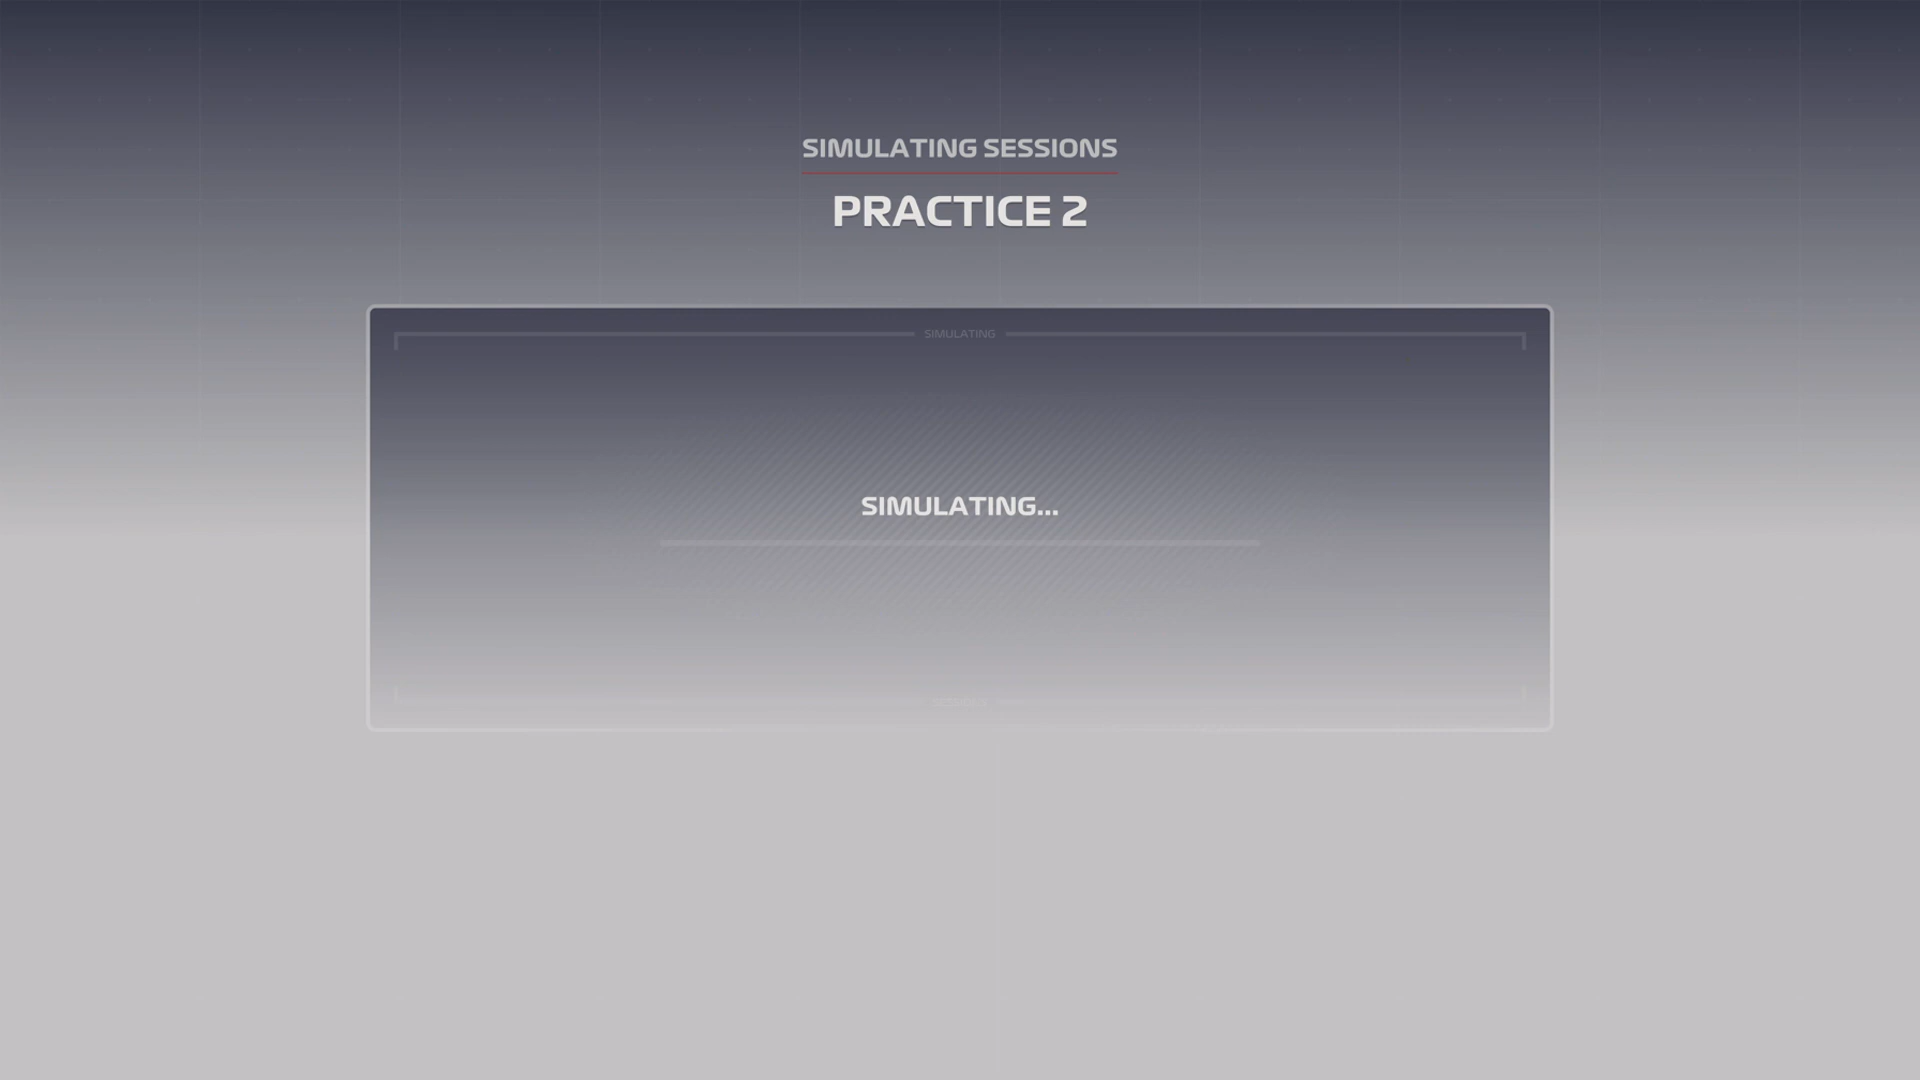 SIMULATING SESSIONS
PRACTICE 2
SIMULATING
SIMULATING...